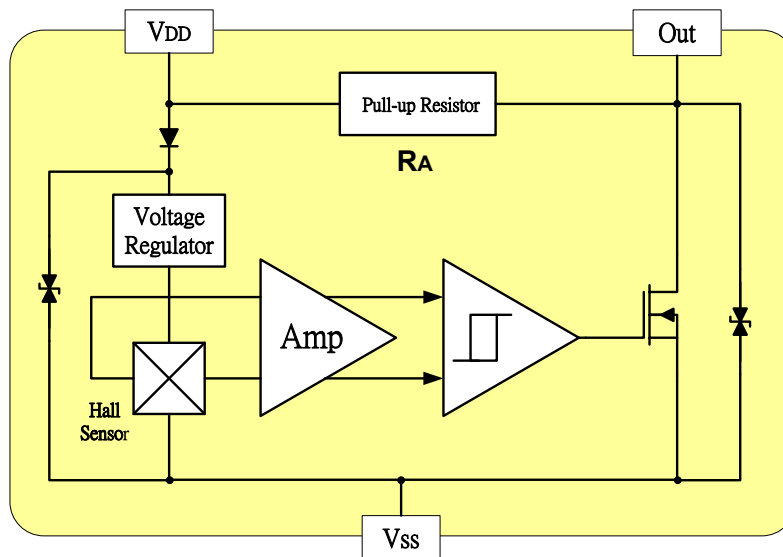 VDD
Out
Pull-up Resistor
RA
Voltage
Regulator
Amp
Hall
Sensor
Vss